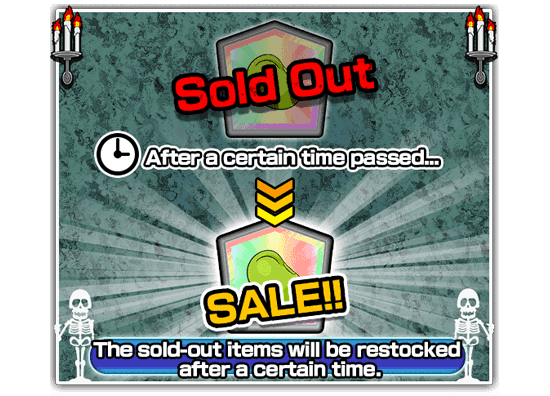 Sold Out
After a certain time passed...
SALE!!
The sold-out items will be restocked
after a certain time.